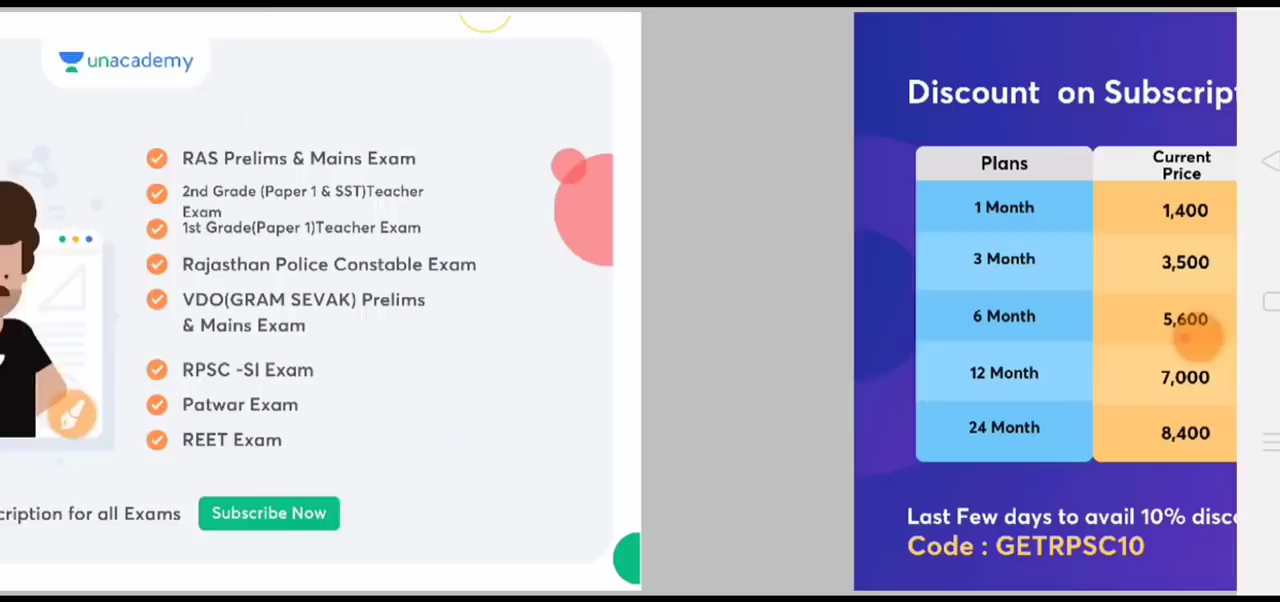 unacademy
RAS Prelims & Mains Exam
2nd Grade (Paper 1 & SST)Teacher
Exam
1st Grade(Paper 1)Teacher Exam
Rajasthan Police Constable Exam
VDO(GRAM SEVAK) Prelims
& Mains Exam
RPSC -SI Exam
Patwar Exam
REET Exam
for all Exams
Subscribe Now
Discount on
Plans
Current
Price
1 Month
1,400
3 Month
3,500
6 Month
5,600
12 Month
7,000
24 Month
8,400
Last Few days to avail 10%
Code : GETRPSC10